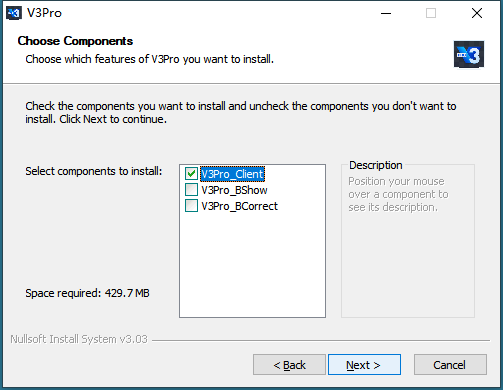 V3Pro
Choose Components
Choose which features of V3Pro you want to install.
3
Check the components you want to install and uncheck the components you don't want to
install. Click Next to continue.
Select components to install:
V3Pro_Client
V3Pro_BShow
V3Pro_BCorrect
Description
Position your mouse
over a component to
see its description.
Space required: 429.7 MB
Nullsoft Install System v3.03
< Back
Next >
Cancel